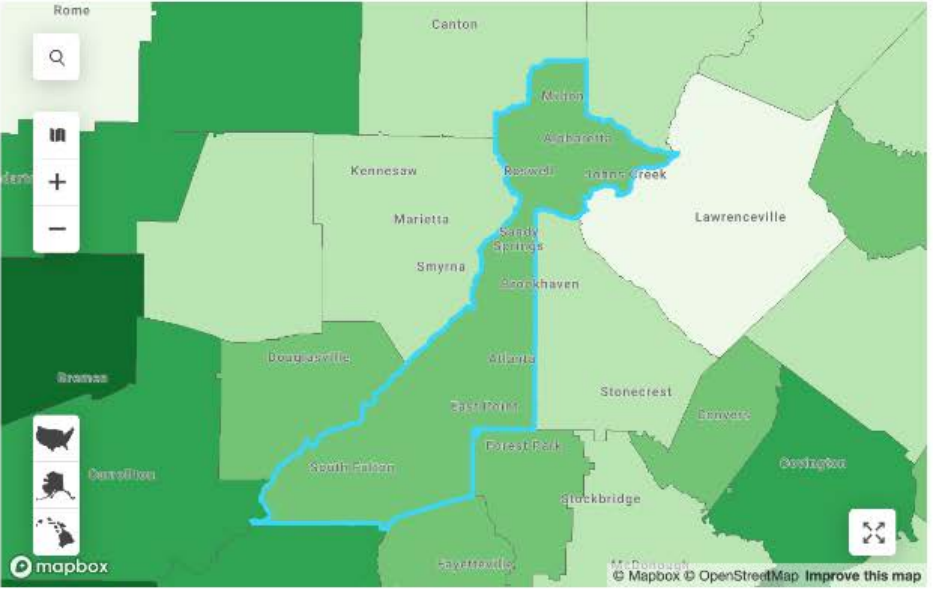 Rome
Canton
Milton
Alpharetta
Kennesaw
Roswell
Johns Creek
Marietta
Lawrenceville
Sandy
Springs
Smyrna
Brookhaven
Douglasville
Atlanta
Bremen
Stonecrest
East Point
Conyers
Forest Park
South Fulton
Covington
Carrollton
Stockbridge
Fayetteville
McDonough
mapbox
© Mapbox © OpenStreetMap Improve this map